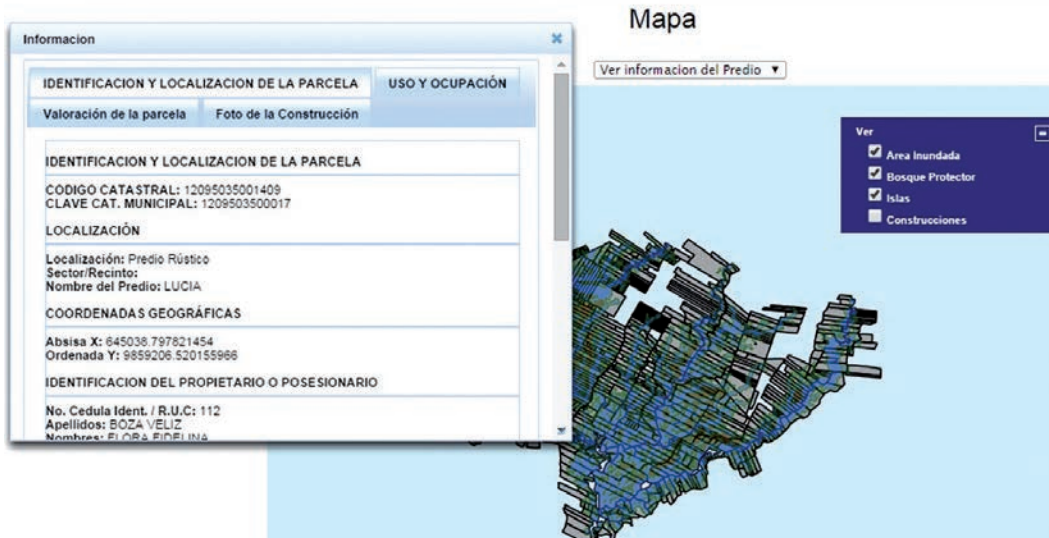 Mapa
Informacion
IDENTIFICACION Y LOCALIZACION DE LA PARCELA
USO Y OCUPACIÓN
Valoración de la parcela
Foto de la Construcción
IDENTIFICACION Y LOCALIZACION DE LA PARCELA
CODIGO CATASTRAL: 12095035001409
CLAVE CAT. MUNICIPAL: 1209503500017
LOCALIZACIÓN
Localización: Predio Rústico
Sector/Recinto:
Nombre del Predio: LUCIA
COORDENADAS GEOGRÁFICAS
Absisa X: 645038.797821454
Ordenada Y: 9859206.520155966
IDENTIFICACION DEL PROPIETARIO O POSESIONARIO
No. Cedula Ident. / R.U.C: 112
Apellidos: BOZA VELIZ
Nombres: FLORA FIDELINA
Ver informacion del Predio
Ver
Area Inundada
Bosque Protector
Islas
Construcciones